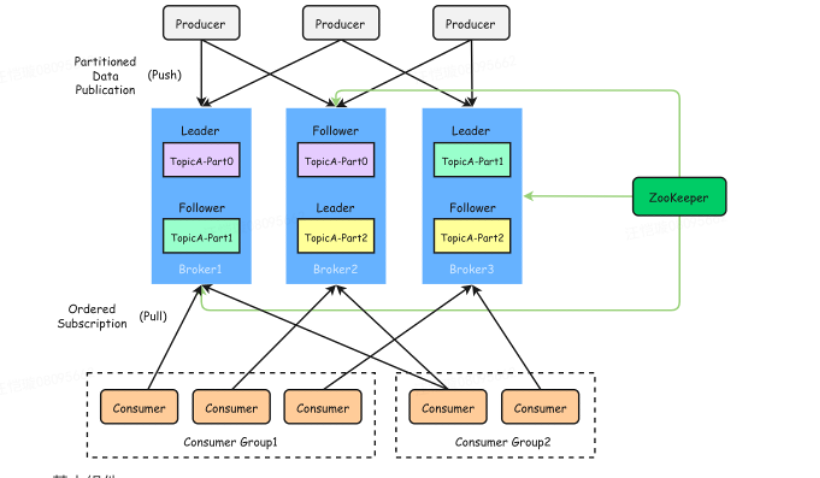 Producer
Producer
Producer
Partitioned
Data
Publication
(Push)
Leader
Follower
Leader
TopicA-Part0
TopicA-Part0
TopicA-Part1
ZooKeeper
Follower
Leader
Follower
TopicA-Part1
TopicA-Part2
TopicA-Part2
Broker1
Broker2
Broker3
Ordered
Subscription
(Pull)
Consumer
Consumer
Consumer
Consumer
Consumer
Consumer Group1
Consumer Group2